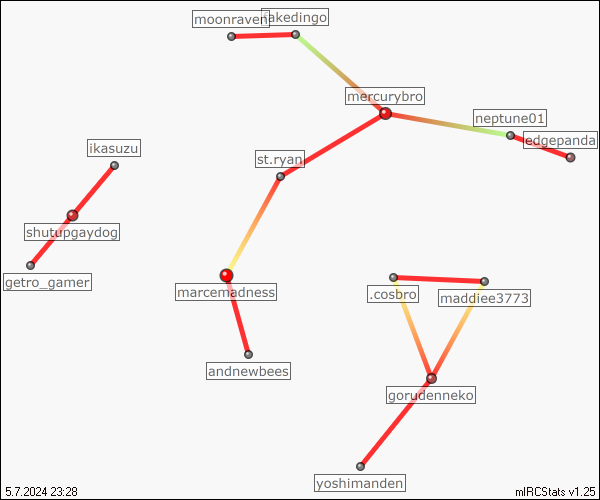 moonraven
mercurybro
neptune01
edgepanda
ikasuzu
st.ryan
shutupgaydog
getro_gamer
marcemadness
.cosbro
maddiee3773
andnewbees
gorudenneko
yoshimanden
5.7.2024 23:28
mIRCStats v1.25